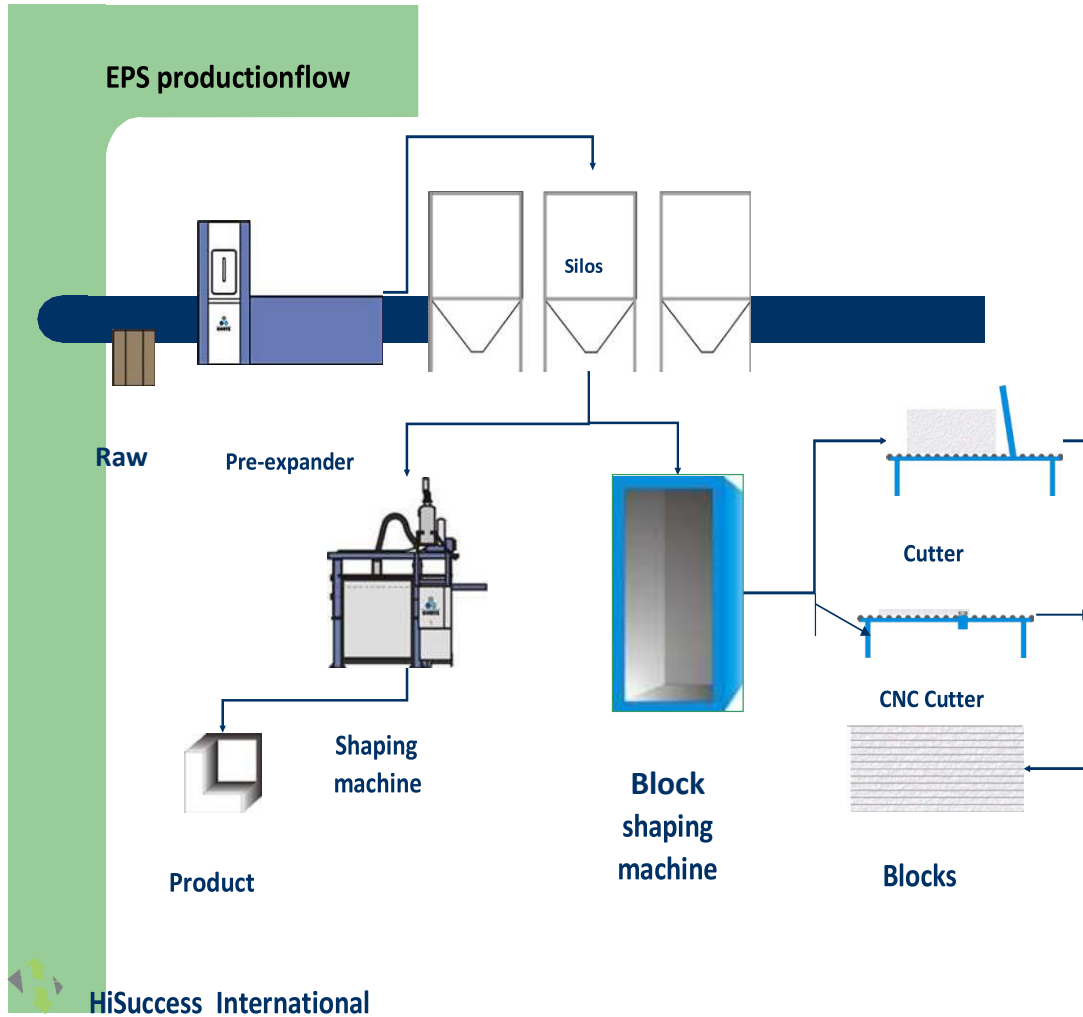 EPS productionflow
Silos
Raw
Pre-expander
Cutter
CNC Cutter
Shaping
machine
Block
shaping
machine
Product
Blocks
HiSuccess International